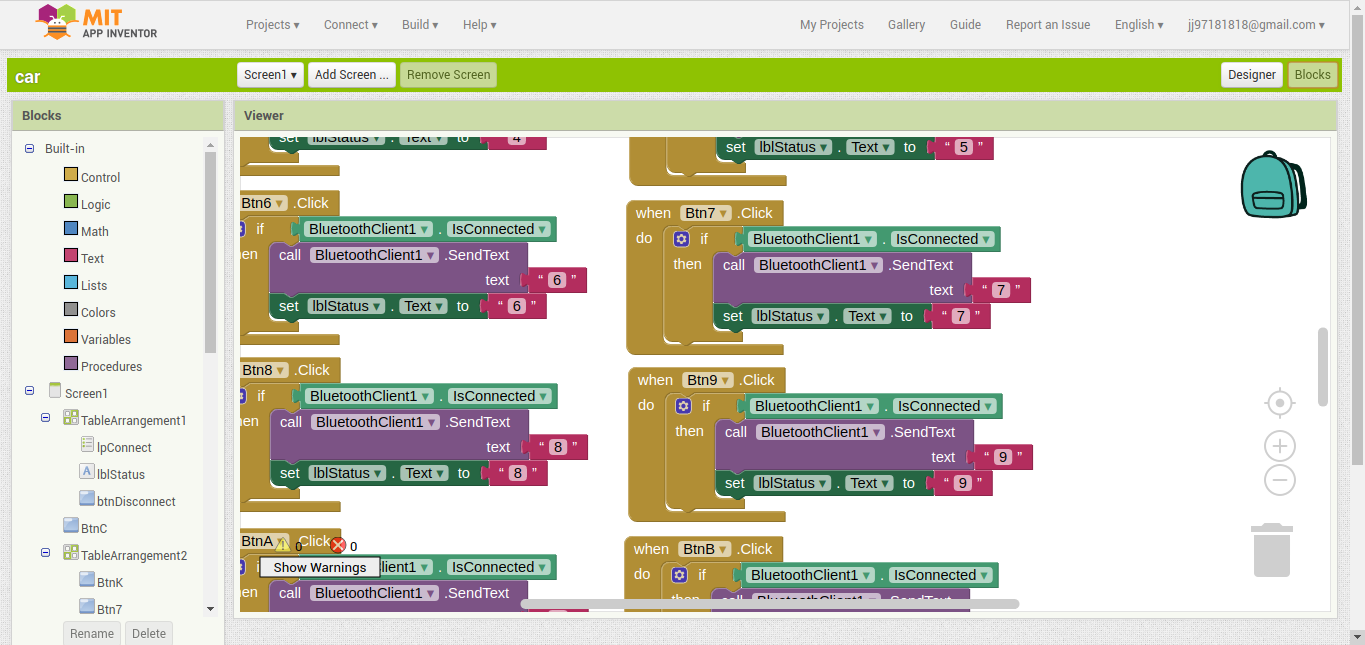 MIT
APP INVENTOR
Projects ▾ Connect ▾ Build ▾ Help ▾ My Projects Gallery Guide Report an Issue English ▾ jj97181818@gmail.com ▾
car Screen1 ▾ Add Screen ... Remove Screen Designer Blocks
Blocks
Built-in
Control
Logic
Math
Text
Lists
Colors
Variables
Procedures
Screen1
TableArrangement1
lpConnect
lblStatus
btnDisconnect
BtnC
TableArrangement2
BtnK
Btn7
Rename Delete
Viewer
set lblStatus ▾ . Text ▾ to “ 4 ”
Btn6 ▾ .Click
if BluetoothClient1 ▾ . IsConnected ▾
hen call BluetoothClient1 ▾ .SendText
text “ 6 ”
set lblStatus ▾ . Text ▾ to “ 6 ”
Btn8 ▾ .Click
if BluetoothClient1 ▾ . IsConnected ▾
hen call BluetoothClient1 ▾ .SendText
text “ 8 ”
set lblStatus ▾ . Text ▾ to “ 8 ”
BtnA .Click
0 0
Show Warnings
lient1 ▾ . IsConnected ▾
hen call BluetoothClient1 ▾ .SendText
set lblStatus ▾ . Text ▾ to “ 5 ”
when Btn7 ▾ .Click
do if BluetoothClient1 ▾ . IsConnected ▾
then call BluetoothClient1 ▾ .SendText
text “ 7 ”
set lblStatus ▾ . Text ▾ to “ 7 ”
when Btn9 ▾ .Click
do if BluetoothClient1 ▾ . IsConnected ▾
then call BluetoothClient1 ▾ .SendText
text “ 9 ”
set lblStatus ▾ . Text ▾ to “ 9 ”
when BtnB ▾ .Click
do if BluetoothClient1 ▾ . IsConnected ▾
then call BluetoothClient1 ▾ .SendText